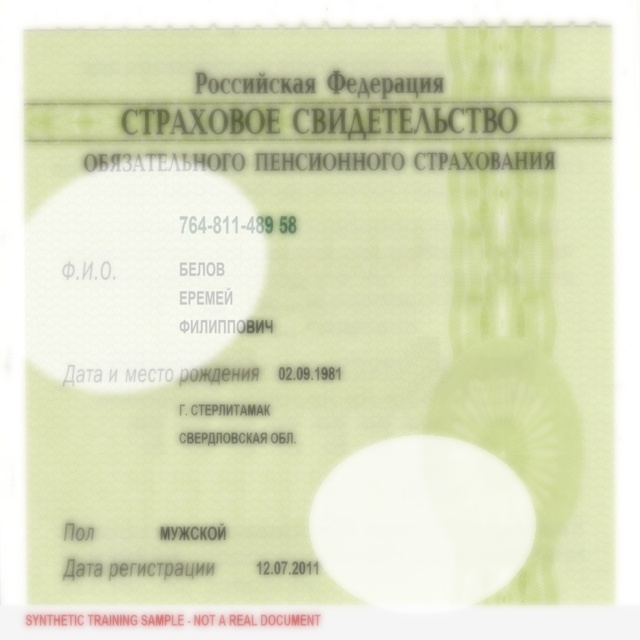 Российская Федерация
СТРАХОВОЕ СВИДЕТЕЛЬСТВО
ОБЯЗАТЕЛЬНОГО ПЕНСИОННОГО СТРАХОВАНИЯ
764-811-489 58
Ф.И.О. БЕЛОВ
ЕРЕМЕЙ
ФИЛИППОВИЧ
Дата и место рождения 02.09.1981
Г. СТЕРЛИТАМАК
СВЕРДЛОВСКАЯ ОБЛ.
Пол МУЖСКОЙ
Дата регистрации 12.07.2011
SYNTHETIC TRAINING SAMPLE - NOT A REAL DOCUMENT